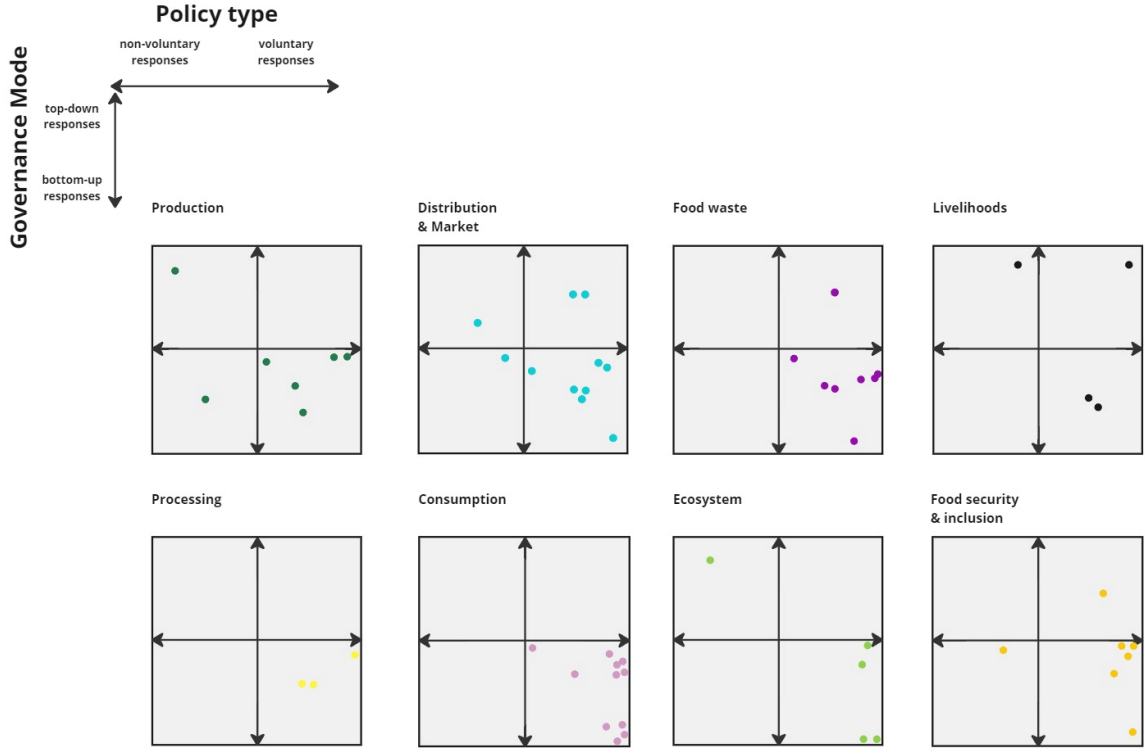 Policy type
non-voluntary
responses
voluntary
responses
Governance Mode
top-down
responses
bottom-up
responses
Production
Distribution
& Market
Food waste
Livelihoods
Processing
Consumption
Ecosystem
Food security
& inclusion